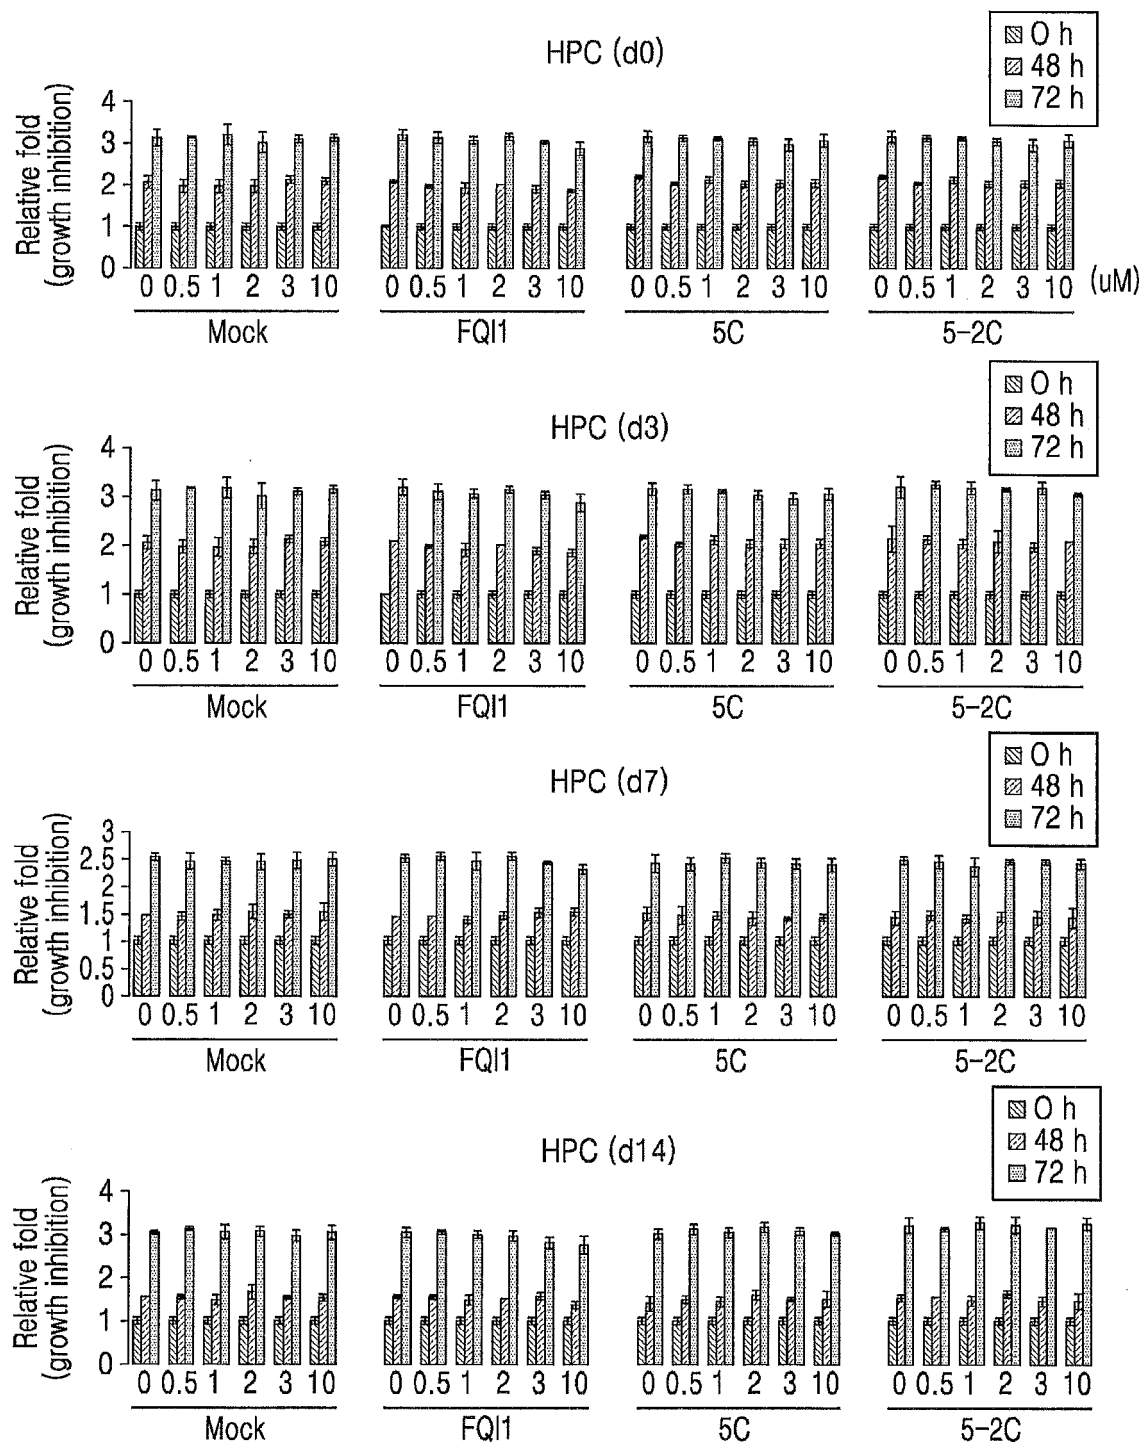 HPC (d0)
0 h
48 h
72 h
Relative fold
(growth inhibition)
4
3
2
1
0
0 0.5 1 2 3 10 0 0.5 1 2 3 10 0 0.5 1 2 3 10 0 0.5 1 2 3 10 (uM)
Mock FQI1 5C 5-2C
HPC (d3)
0 h
48 h
72 h
Relative fold
(growth inhibition)
4
3
2
1
0
0 0.5 1 2 3 10 0 0.5 1 2 3 10 0 0.5 1 2 3 10 0 0.5 1 2 3 10
Mock FQI1 5C 5-2C
HPC (d7)
0 h
48 h
72 h
Relative fold
(growth inhibition)
3
2.5
2
1.5
1
0.5
0
0 0.5 1 2 3 10 0 0.5 1 2 3 10 0 0.5 1 2 3 10 0 0.5 1 2 3 10
Mock FQI1 5C 5-2C
HPC (d14)
0 h
48 h
72 h
Relative fold
(growth inhibition)
4
3
2
1
0
0 0.5 1 2 3 10 0 0.5 1 2 3 10 0 0.5 1 2 3 10 0 0.5 1 2 3 10
Mock FQI1 5C 5-2C